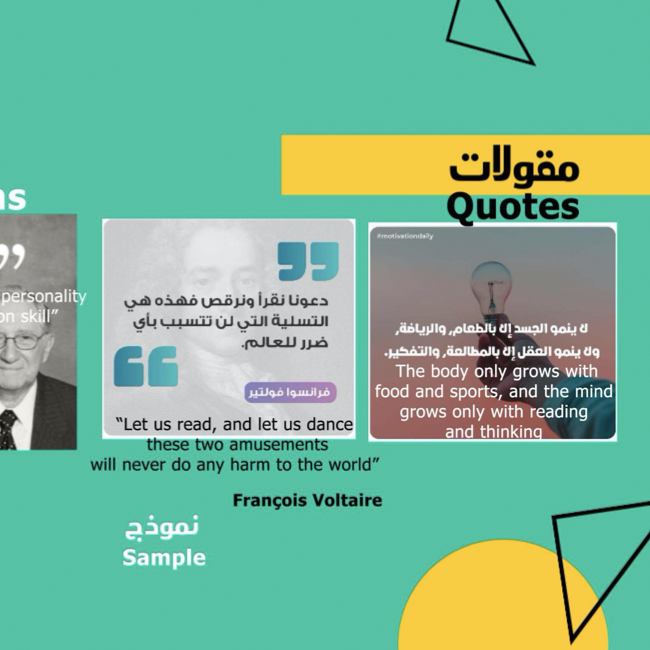 مقولات
Quotes
ns
”
personality
on skill”
”
دعونا نقرأ ونرقص فهذه هي
التسلية التي لن تتسبب بأي
ضرر للعالم.
“
فرانسوا فولتير
“Let us read, and let us dance
these two amusements
will never do any harm to the world”
François Voltaire
#motivationdaily
لا ينمو الجسد إلا بالطعام، والرياضة،
ولا ينمو العقل إلا بالمطالعة، والتفكير.
The body only grows with
food and sports, and the mind
grows only with reading
and thinking
نموذج
Sample